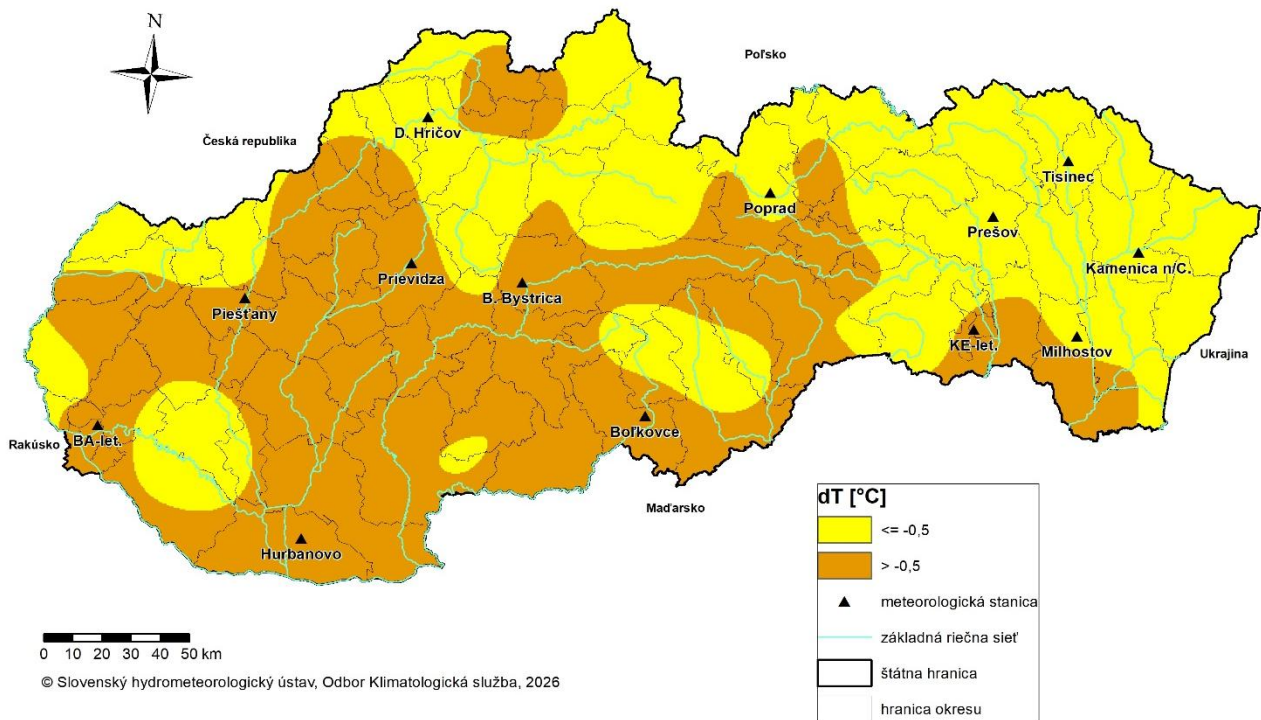 N
Poľsko
Česká republika
D. Hričov
Tisinec
Poprad
Prešov
Kamenica n/C.
Prievidza
B. Bystrica
Piešťany
KE-let.
Milhostov
Ukrajina
Boľkovce
BA-let.
Rakúsko
Maďarsko
Hurbanovo
dT [°C]
<= -0,5
> -0,5
meteorologická stanica
základná riečna sieť
štátna hranica
hranica okresu
0 10 20 30 40 50 km
© Slovenský hydrometeorologický ústav, Odbor Klimatologická služba, 2026